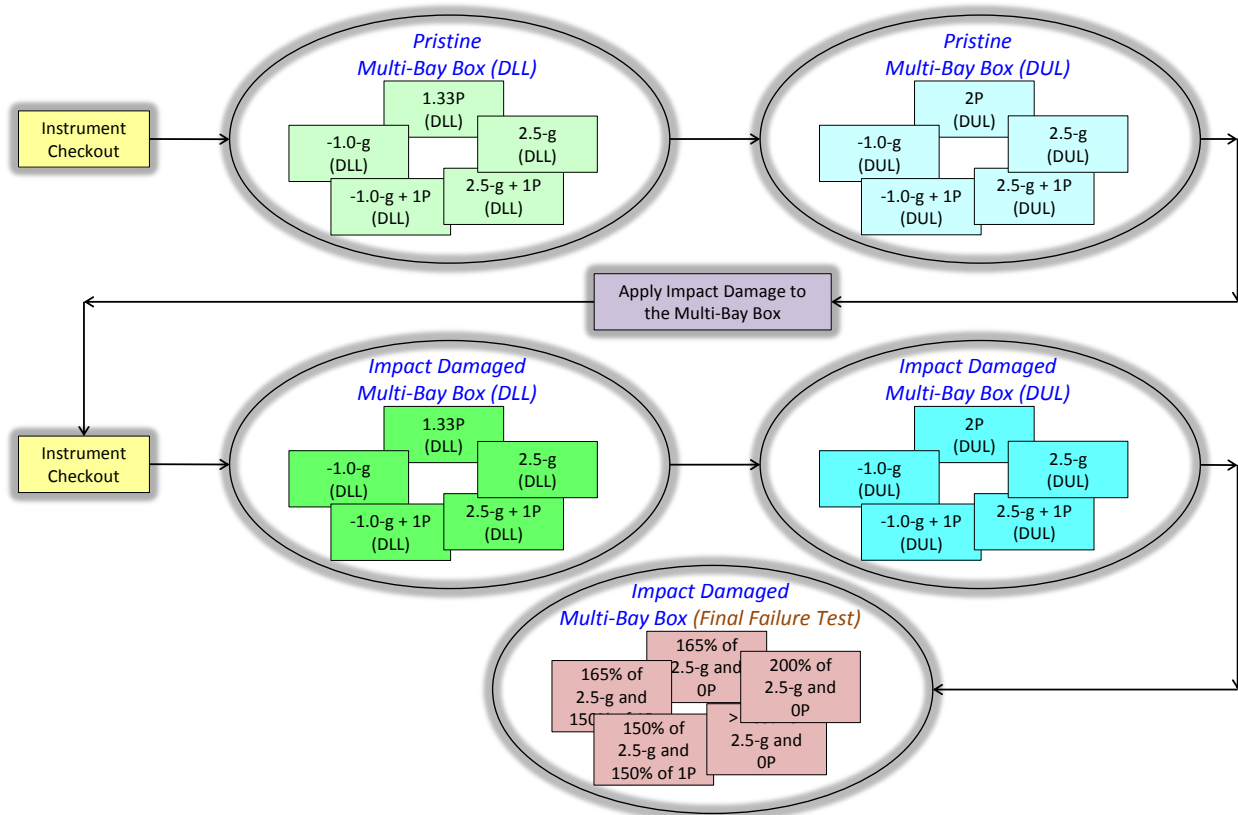 Pristine
Multi-Bay Box (DLL)
1.33P
(DLL)
-1.0-g
(DLL)
2.5-g
(DLL)
-1.0-g + 1P
(DLL)
2.5-g + 1P
(DLL)
Pristine
Multi-Bay Box (DUL)
2P
(DUL)
-1.0-g
(DUL)
2.5-g
(DUL)
-1.0-g + 1P
(DUL)
2.5-g + 1P
(DUL)
Instrument
Checkout
Apply Impact Damage to
the Multi-Bay Box
Impact Damaged
Multi-Bay Box (DLL)
1.33P
(DLL)
-1.0-g
(DLL)
2.5-g
(DLL)
-1.0-g + 1P
(DLL)
2.5-g + 1P
(DLL)
Impact Damaged
Multi-Bay Box (DUL)
2P
(DUL)
-1.0-g
(DUL)
2.5-g
(DUL)
-1.0-g + 1P
(DUL)
2.5-g + 1P
(DUL)
Instrument
Checkout
Impact Damaged
Multi-Bay Box (Final Failure Test)
165% of
2.5-g and
0P
165% of
2.5-g and
200% of
2.5-g and
0P
150% of
2.5-g and
150% of 1P
>
2.5-g and
0P